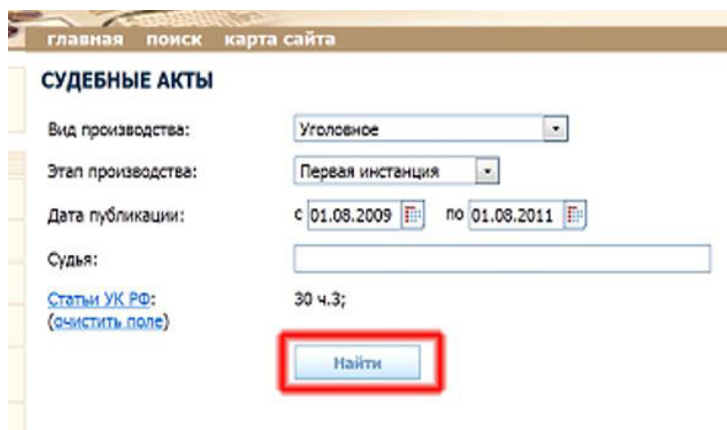 главная поиск карта сайта
СУДЕБНЫЕ АКТЫ
Вид производства: Уголовное
Этап производства: Первая инстанция
Дата публикации: с 01.08.2009 по 01.08.2011
Судья:
Статьи УК РФ: 30 ч.3;
(очистить поле)
Найти